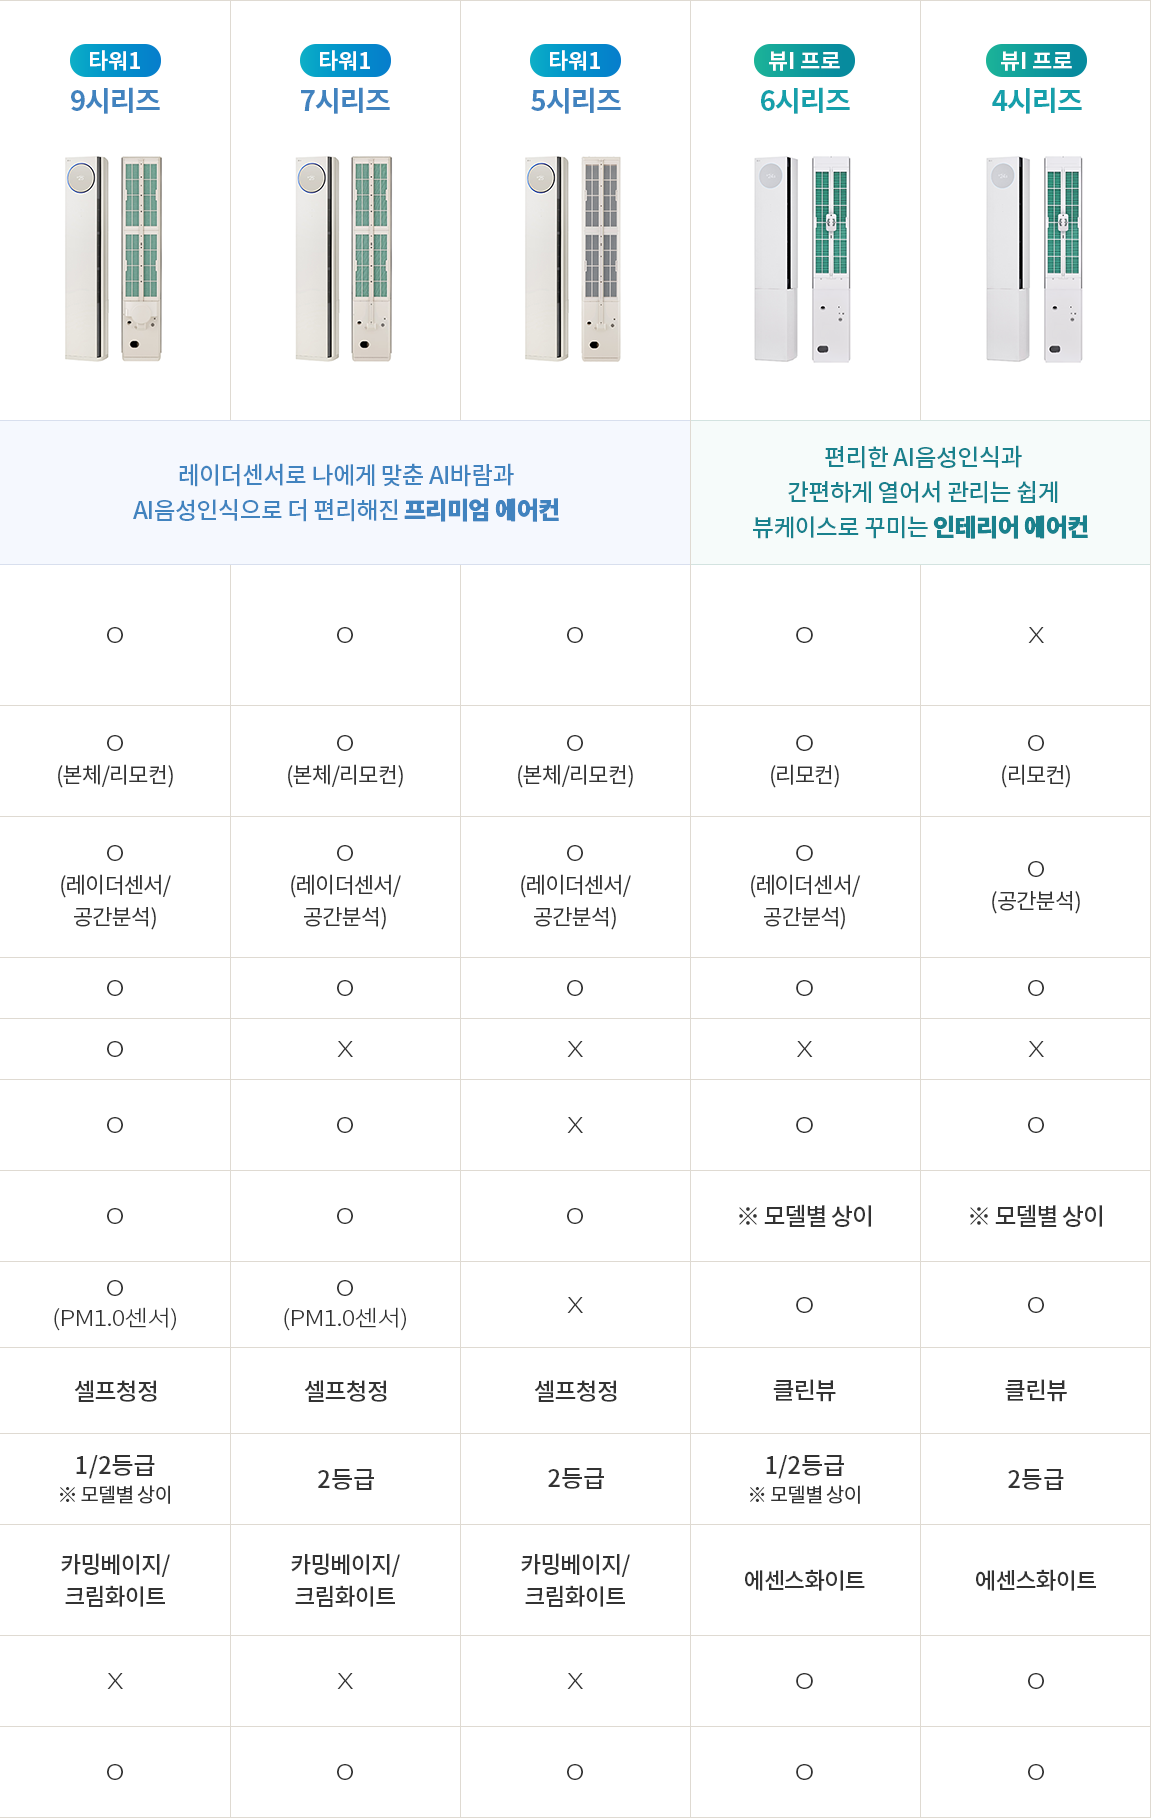 타워1
9시리즈
타워1
7시리즈
타워1
5시리즈
뷰I 프로
6시리즈
뷰I 프로
4시리즈
레이더센서로 나에게 맞춘 AI바람과
AI음성인식으로 더 편리해진 프리미엄 에어컨
편리한 AI음성인식과
간편하게 열어서 관리는 쉽게
뷰케이스로 꾸미는 인테리어 에어컨
O O O O X
O O O O O
(본체/리모컨) (본체/리모컨) (본체/리모컨) (리모컨) (리모컨)
O
(레이더센서/
공간분석)
O
(레이더센서/
공간분석)
O
(레이더센서/
공간분석)
O
(레이더센서/
공간분석)
O
(공간분석)
O O O O O
O X X X X
O O X O O
O O O ※ 모델별 상이 ※ 모델별 상이
O
(PM1.0센서)
O
(PM1.0센서)
X
O
O
셀프청정 셀프청정 셀프청정 클린뷰 클린뷰
1/2등급
※ 모델별 상이
2등급
2등급
1/2등급
※ 모델별 상이
2등급
카밍베이지/
크림화이트
카밍베이지/
크림화이트
카밍베이지/
크림화이트
에센스화이트
에센스화이트
X X X O O
O O O O O